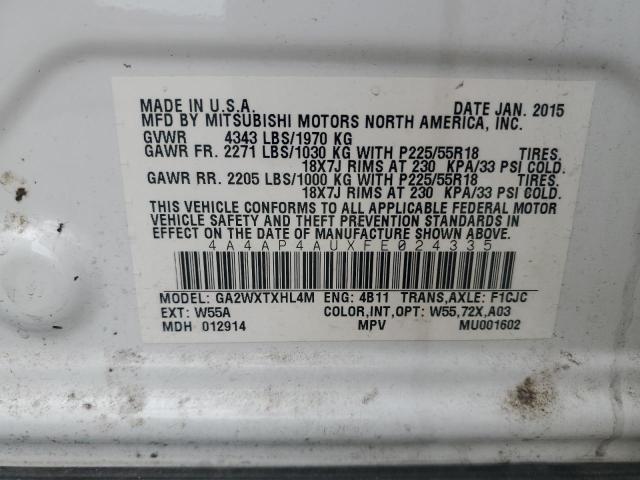 MADE IN U.S.A. DATE JAN. 2015
MFD BY MITSUBISHI MOTORS NORTH AMERICA, INC.
GVWR 4343 LBS/1970 KG
GAWR FR. 2271 LBS/1030 KG WITH P225/55R18 TIRES.
18X7J RIMS AT 230 KPA/33 PSI COLD.
GAWR RR. 2205 LBS/1000 KG WITH P225/55R18 TIRES.
18X7J RIMS AT 230 KPA/33 PSI COLD.
THIS VEHICLE CONFORMS TO ALL APPLICABLE FEDERAL MOTOR
VEHICLE SAFETY AND THEFT PREVENTION STANDARDS IN
EFFECT ON THE DATE OF MANUFACTURE SHOWN ABOVE.
4A4AP4AUXFE024335
MODEL: GA2WXTXHL4M ENG: 4B11 TRANS,AXLE: F1CJC
EXT: W55A COLOR,INT,OPT: W55,72X,A03
MDH 012914 MPV MU001602